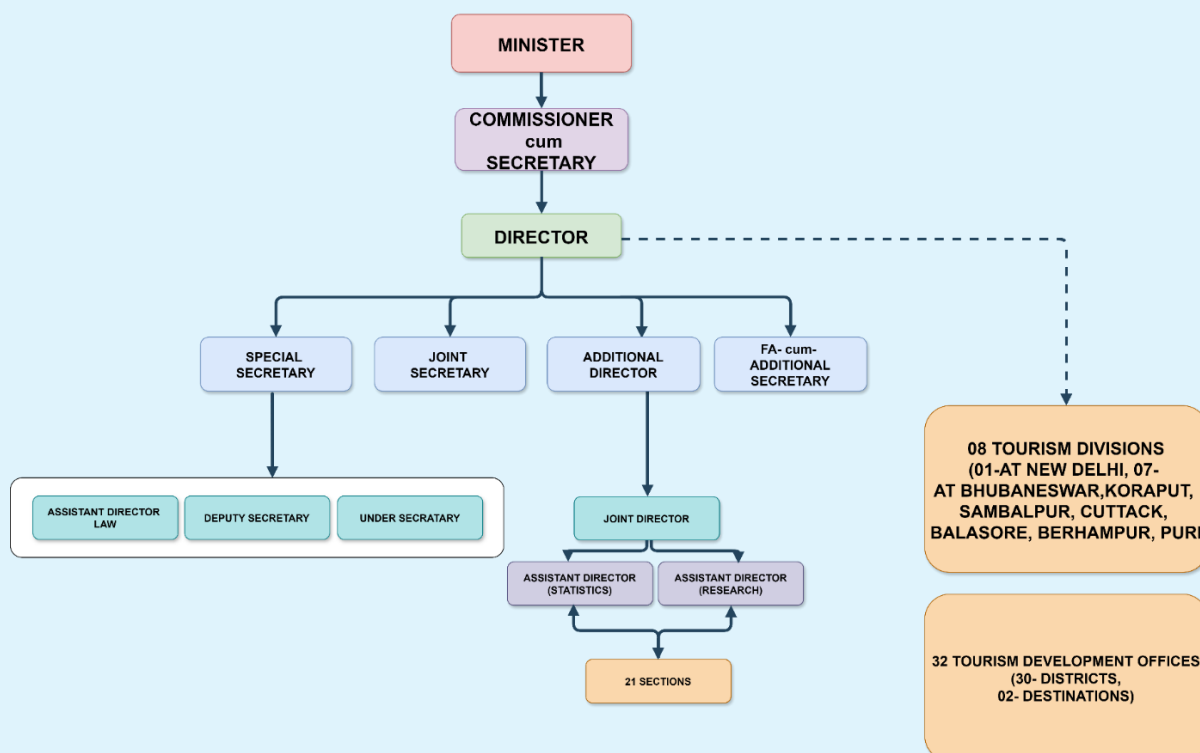 MINISTER
COMMISSIONER
cum
SECRETARY
DIRECTOR
SPECIAL
SECRETARY
JOINT
SECRETARY
ADDITIONAL
DIRECTOR
FA- cum-
ADDITIONAL
SECRETARY
08 TOURISM DIVISIONS
(01-AT NEW DELHI, 07-
AT BHUBANESWAR,KORAPUT,
SAMBALPUR, CUTTACK,
BALASORE, BERHAMPUR, PURI
ASSISTANT DIRECTOR
LAW
DEPUTY SECRETARY
UNDER SECRATARY
JOINT DIRECTOR
ASSISTANT DIRECTOR
(STATISTICS)
ASSISTANT DIRECTOR
(RESEARCH)
21 SECTIONS
32 TOURISM DEVELOPMENT OFFICES
(30- DISTRICTS,
02- DESTINATIONS)